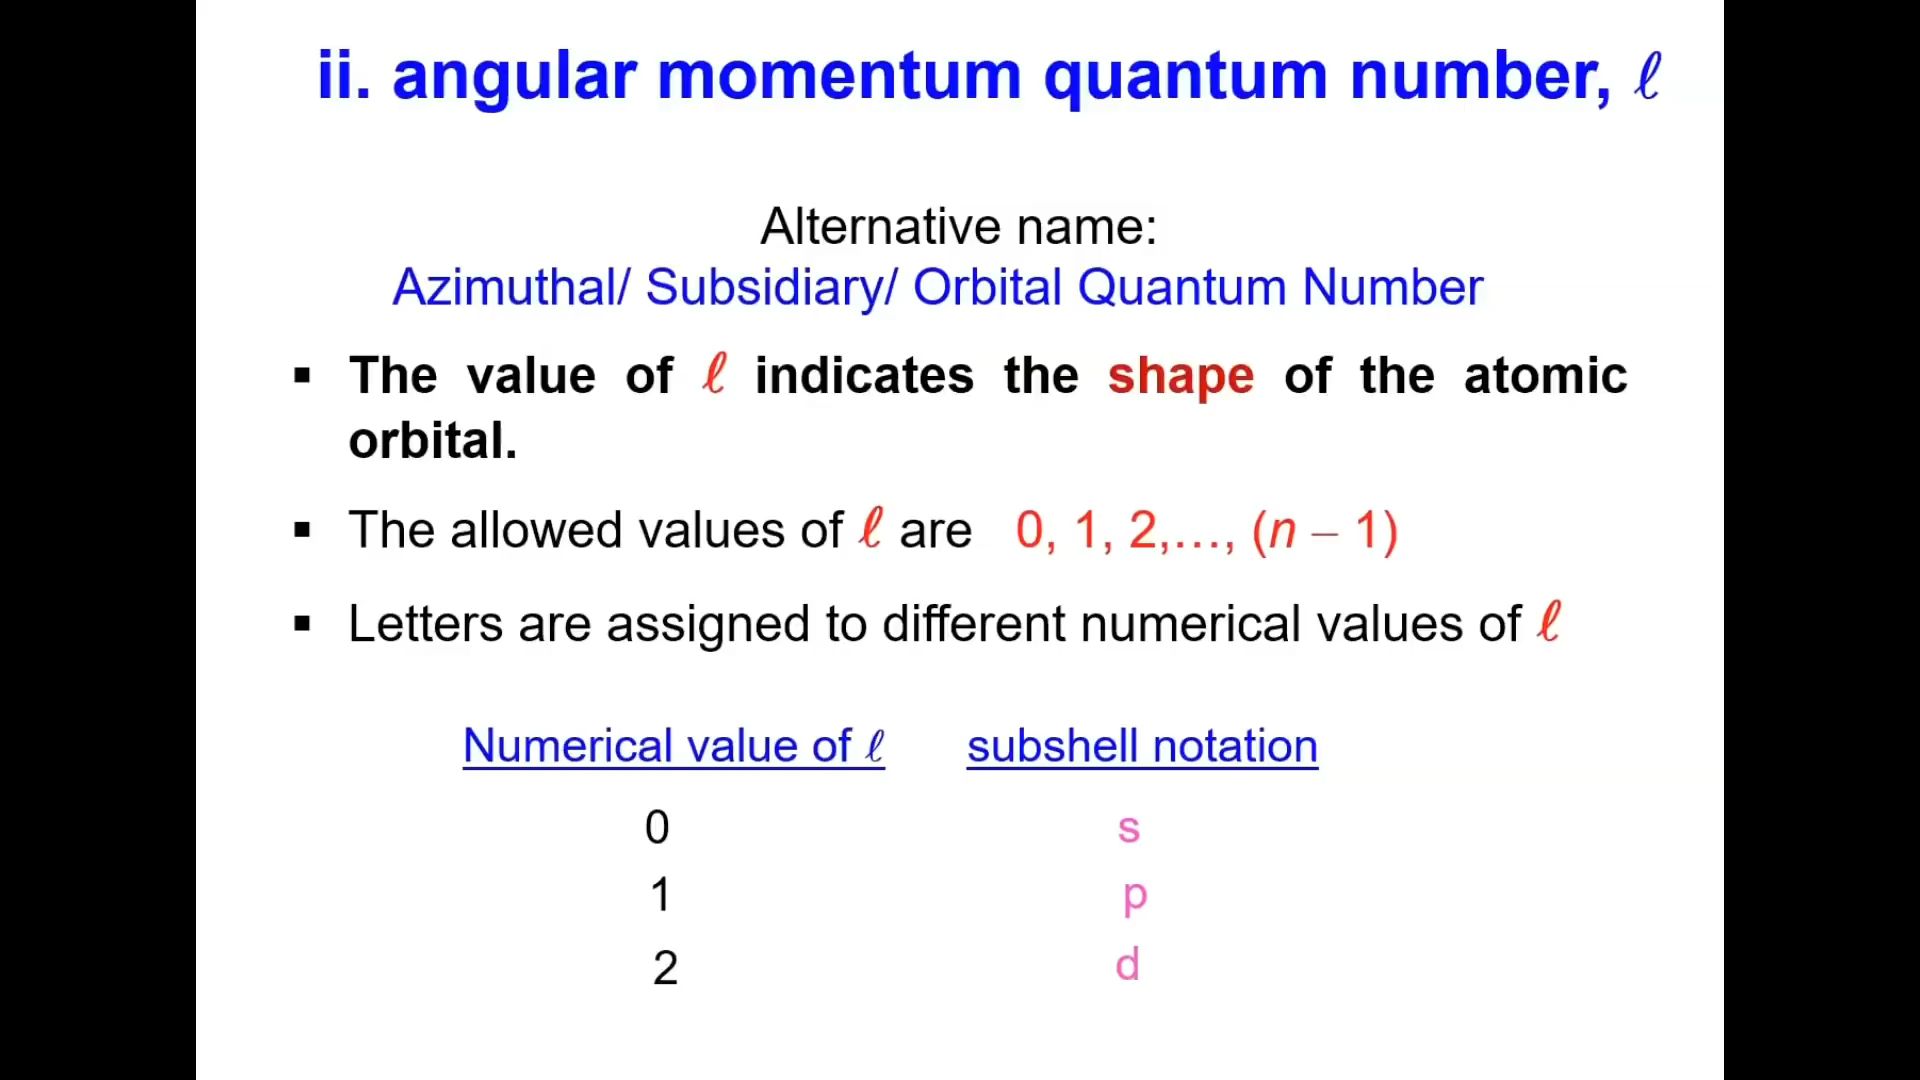 ii. angular momentum quantum number, ℓ
Alternative name:
Azimuthal/ Subsidiary/ Orbital Quantum Number
▪ The value of ℓ indicates the shape of the atomic
orbital.
▪ The allowed values of ℓ are 0, 1, 2,…, (n – 1)
▪ Letters are assigned to different numerical values of ℓ
Numerical value of ℓ subshell notation
0 s
1 p
2 d